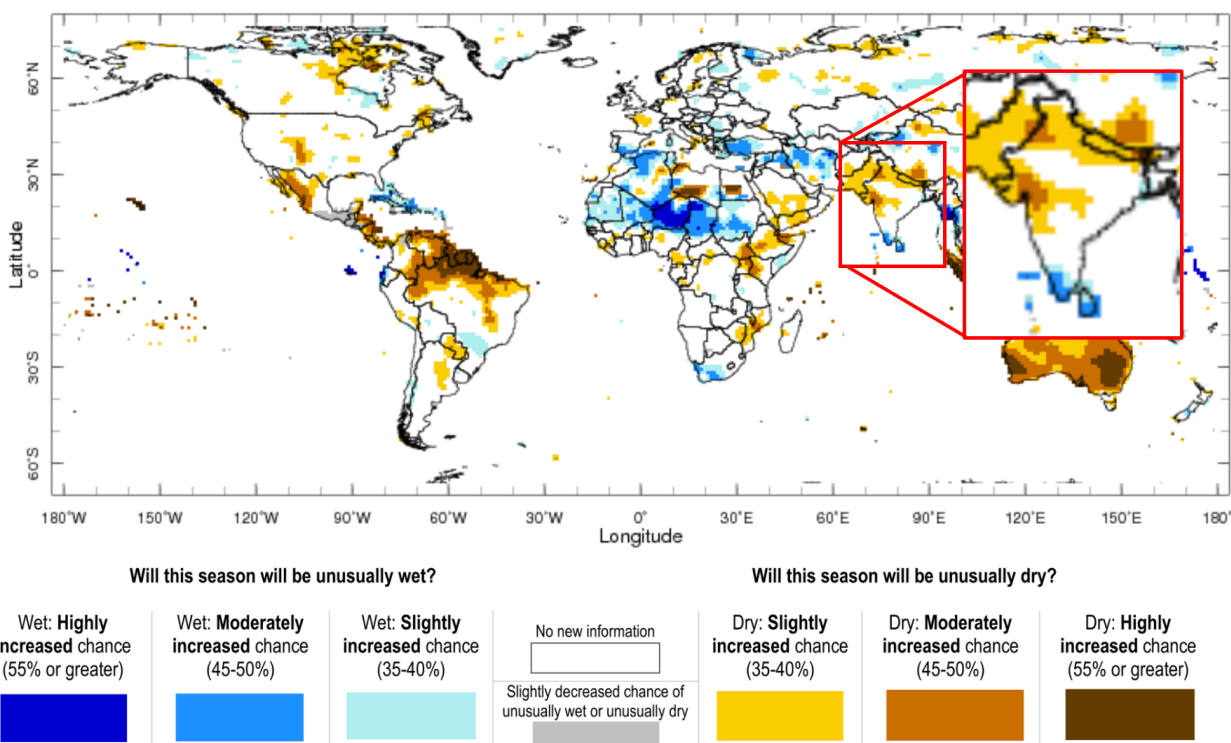 60°N
30°N
0°
30°S
60°S
Latitude
180°W 150°W 120°W 90°W 60°W 30°W 0° 30°E 60°E 90°E 120°E 150°E 180°
Longitude
Will this season will be unusually wet?
Will this season will be unusually dry?
Wet: Highly
ncreased chance
(55% or greater)
Wet: Moderately
increased chance
(45-50%)
Wet: Slightly
increased chance
(35-40%)
No new information
Slightly decreased chance of
unusually wet or unusually dry
Dry: Slightly
increased chance
(35-40%)
Dry: Moderately
increased chance
(45-50%)
Dry: Highly
increased chance
(55% or greater)